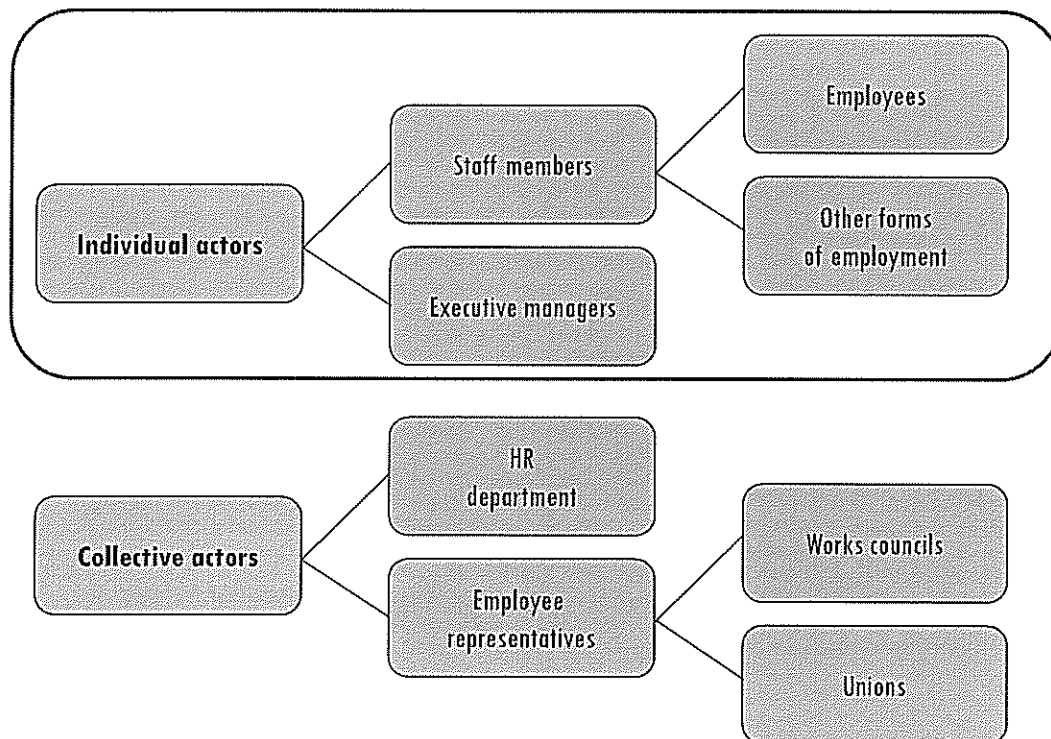 Employees
Staff members
Other forms
of employment
Individual actors
Executive managers
HR
department
Works councils
Collective actors
Employee
representatives
Unions